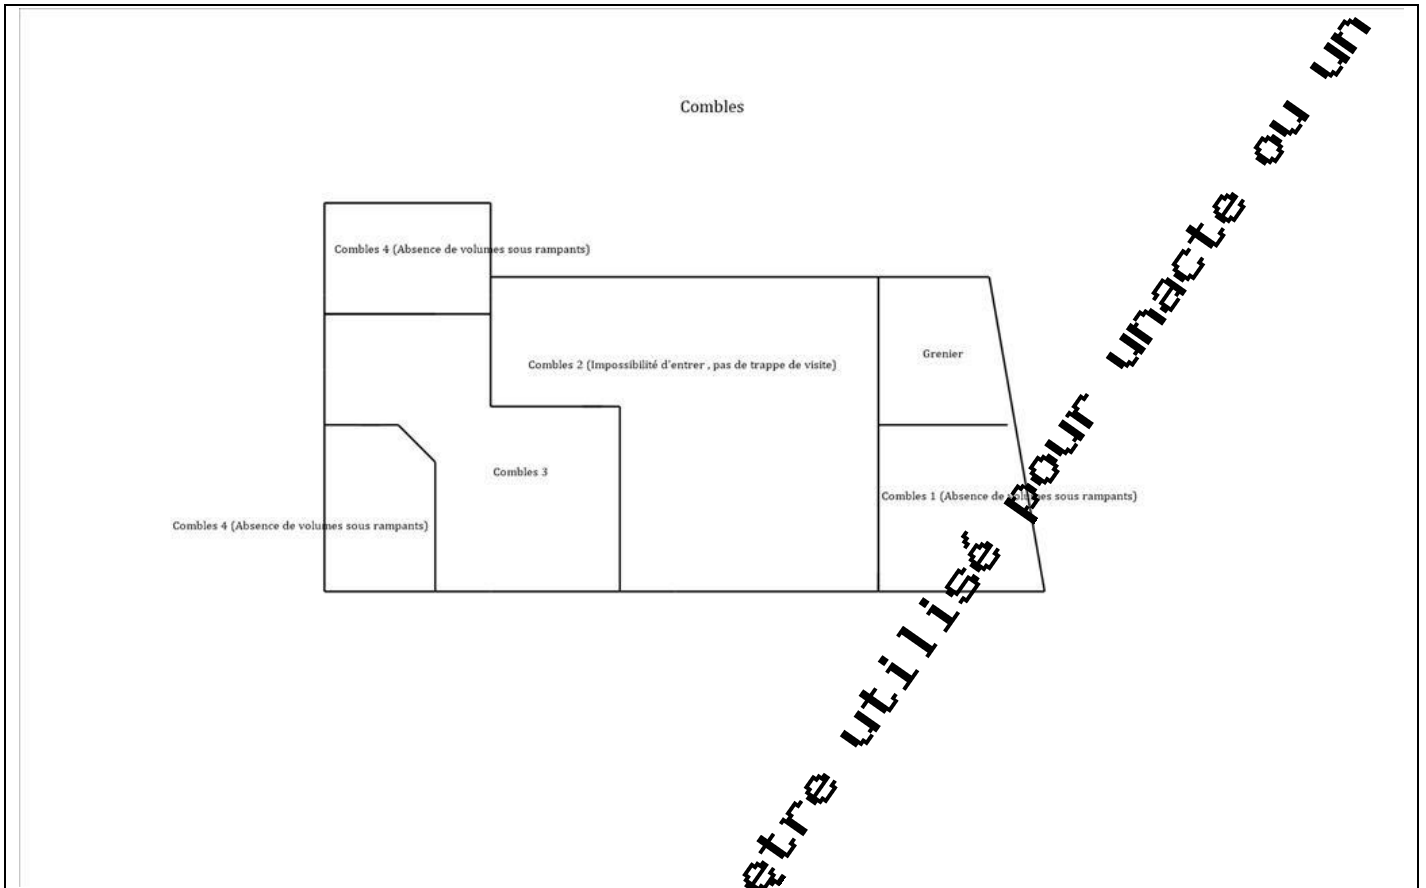 Combles
Combles 4 (Absence de volumes sous rampants)
Combles 2 (Impossibilité d'entrer , pas de trappe de visite)
Grenier
Combles 3
Combles 1 (Absence de volumes sous rampants)
Combles 4 (Absence de volumes sous rampants)
etre utilisé pour unacte ou un